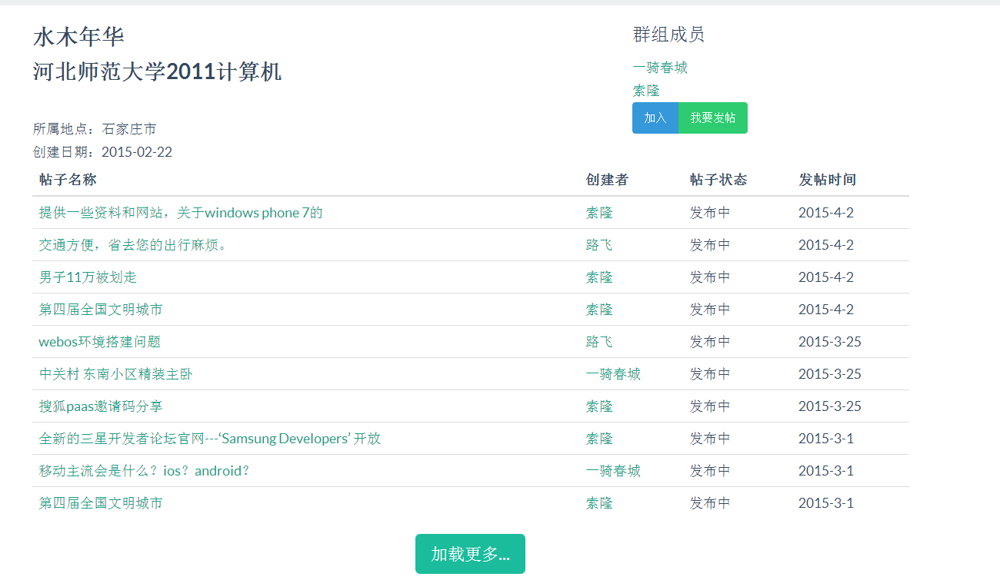 水木年华
河北师范大学2011计算机
所属地点：石家庄市
创建日期：2015-02-22
群组成员
一骑春城
索隆
加入 我要发帖
帖子名称 创建者 帖子状态 发帖时间
提供一些资料和网站，关于windows phone 7的 索隆 发布中 2015-4-2
交通方便，省去您的出行麻烦。 路飞 发布中 2015-4-2
男子11万被划走 索隆 发布中 2015-4-2
第四届全国文明城市 索隆 发布中 2015-4-2
webos环境搭建问题 路飞 发布中 2015-3-25
中关村 东南小区精装主卧 一骑春城 发布中 2015-3-25
搜狐paas邀请码分享 索隆 发布中 2015-3-25
全新的三星开发者论坛官网---‘Samsung Developers’ 开放 索隆 发布中 2015-3-1
移动主流会是什么？ios？android？ 一骑春城 发布中 2015-3-1
第四届全国文明城市 索隆 发布中 2015-3-1
加载更多...